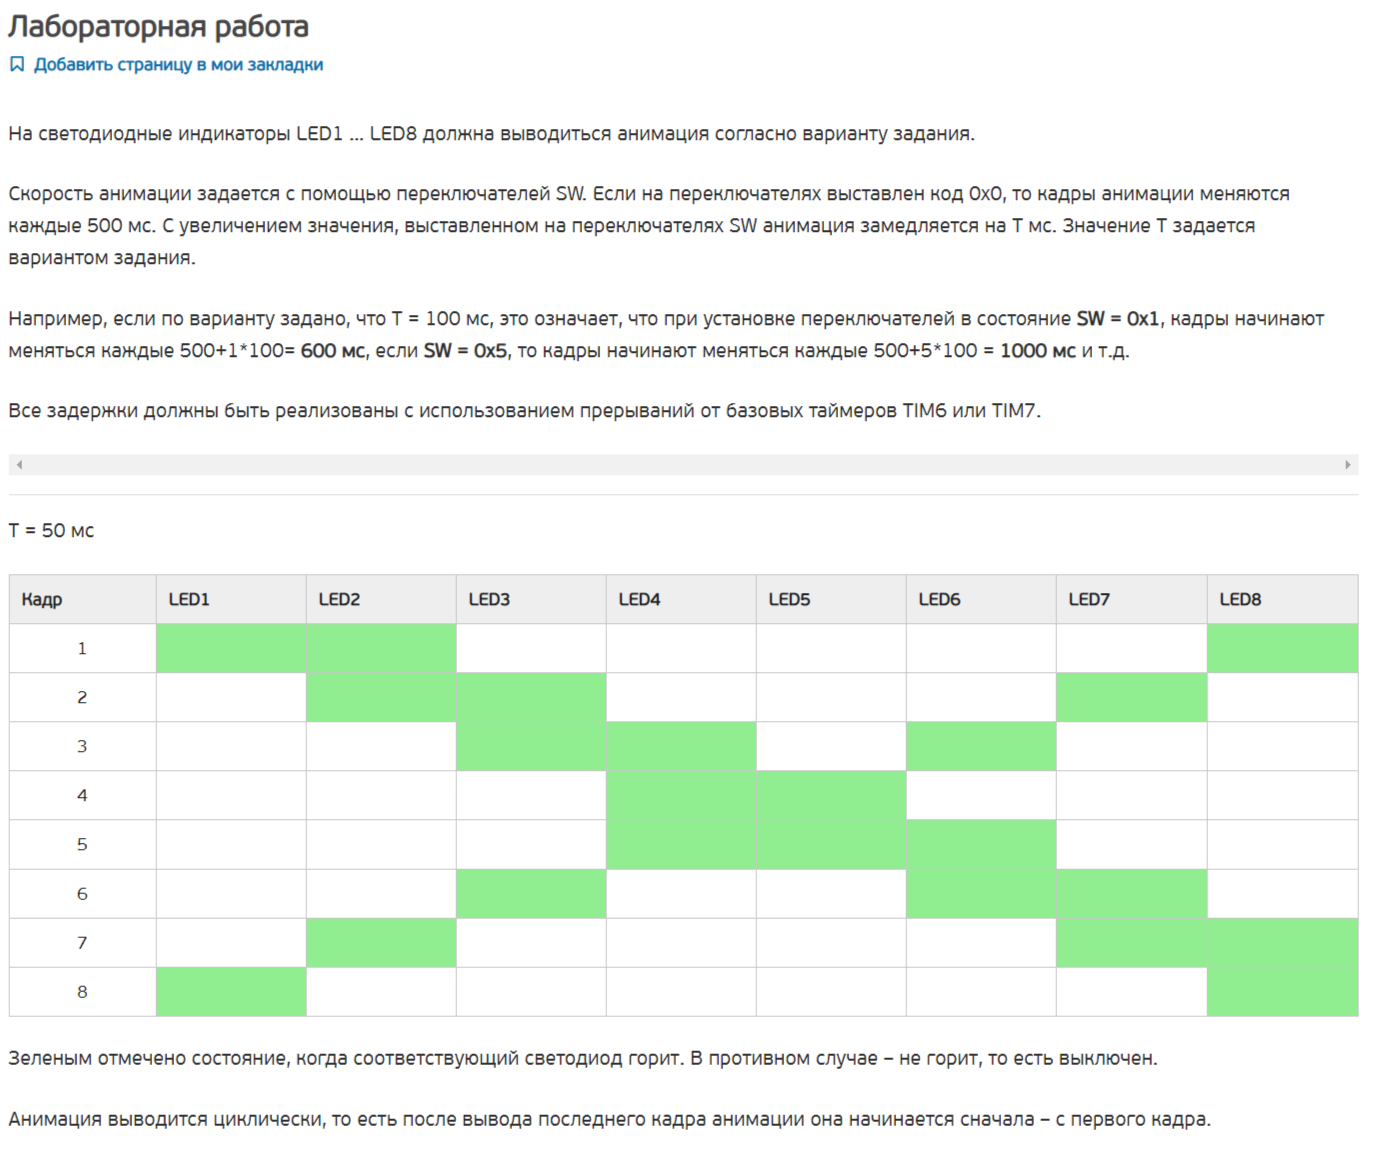 Лабораторная работа
Добавить страницу в мои закладки
На светодиодные индикаторы LED1 ... LED8 должна выводиться анимация согласно варианту задания.
Скорость анимации задается с помощью переключателей SW. Если на переключателях выставлен код 0x0, то кадры анимации меняются
каждые 500 мс. С увеличением значения, выставленном на переключателях SW анимация замедляется на T мс. Значение T задается
вариантом задания.
Например, если по варианту задано, что T = 100 мс, это означает, что при установке переключателей в состояние SW = 0x1, кадры начинают
меняться каждые 500+1*100= 600 мс, если SW = 0x5, то кадры начинают меняться каждые 500+5*100 = 1000 мс и т.д.
Все задержки должны быть реализованы с использованием прерываний от базовых таймеров TIM6 или TIM7.
T = 50 мс
Кадр LED1 LED2 LED3 LED4 LED5 LED6 LED7 LED8
1
2
3
4
5
6
7
8
Зеленым отмечено состояние, когда соответствующий светодиод горит. В противном случае – не горит, то есть выключен.
Анимация выводится циклически, то есть после вывода последнего кадра анимации она начинается сначала – с первого кадра.